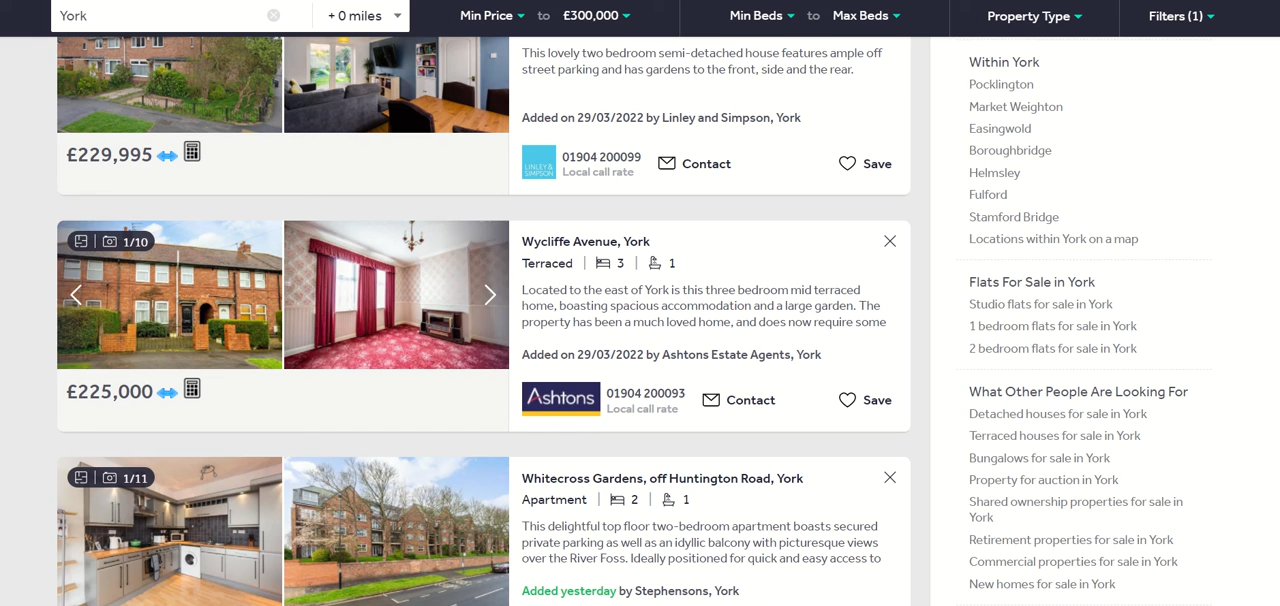 York
+ 0 miles
Min Price to £300,000
Min Beds to Max Beds
Property Type
Filters (1)
This lovely two bedroom semi-detached house features ample off
street parking and has gardens to the front, side and the rear.
Added on 29/03/2022 by Linley and Simpson, York
£229,995
LINLEY &
SIMPSON
01904 200099
Local call rate
Contact
Save
1/10
Wycliffe Avenue, York
Terraced | 3 | 1
Located to the east of York is this three bedroom mid terraced
home, boasting spacious accommodation and a large garden. The
property has been a much loved home, and does now require some
Added on 29/03/2022 by Ashtons Estate Agents, York
£225,000
Ashtons
01904 200093
Local call rate
Contact
Save
1/11
Whitecross Gardens, off Huntington Road, York
Apartment | 2 | 1
This delightful top floor two-bedroom apartment boasts secured
private parking as well as an idyllic balcony with picturesque views
over the River Foss. Ideally positioned for quick and easy access to
Added yesterday by Stephensons, York
Within York
Pocklington
Market Weighton
Easingwold
Boroughbridge
Helmsley
Fulford
Stamford Bridge
Locations within York on a map
Flats For Sale in York
Studio flats for sale in York
1 bedroom flats for sale in York
2 bedroom flats for sale in York
What Other People Are Looking For
Detached houses for sale in York
Terraced houses for sale in York
Bungalows for sale in York
Property for auction in York
Shared ownership properties for sale in
York
Retirement properties for sale in York
Commercial properties for sale in York
New homes for sale in York